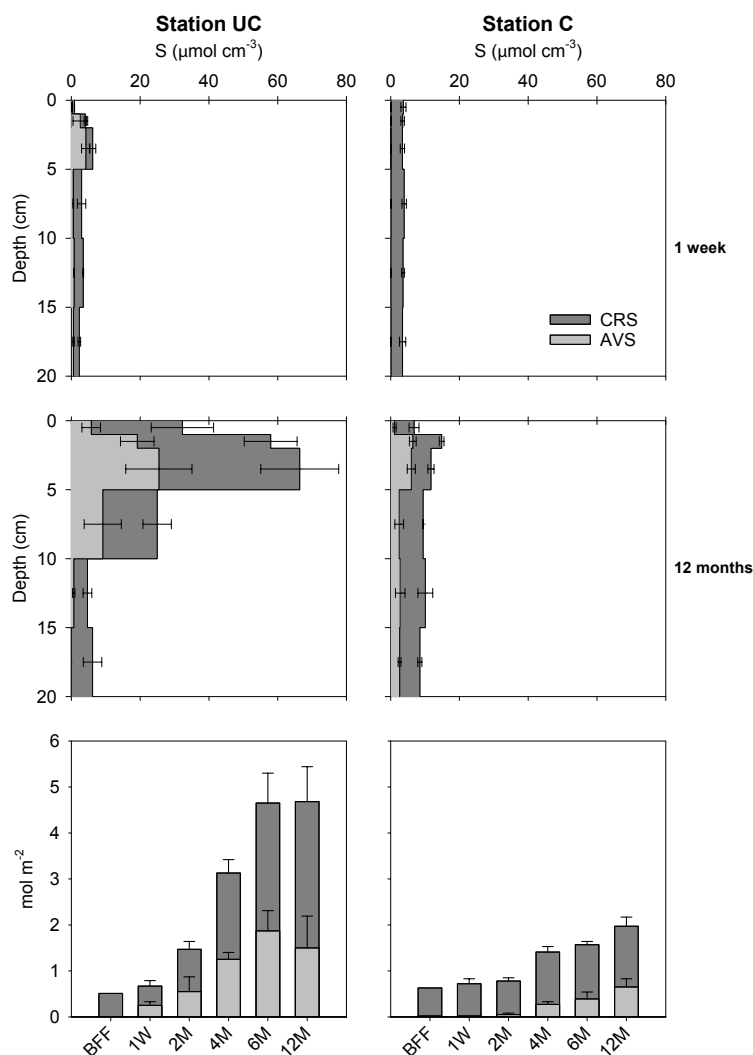 Station UC
Station C
S (µmol cm-3)
S (µmol cm-3)
0 20 40 60 80
0 20 40 60 80
0
5
10
15
20
Depth (cm)
1 week
CRS
AVS
0
5
10
15
20
Depth (cm)
12 months
6
5
4
3
2
1
0
mol m-2
BFF 1W 2M 4M 6M 12M
BFF 1W 2M 4M 6M 12M